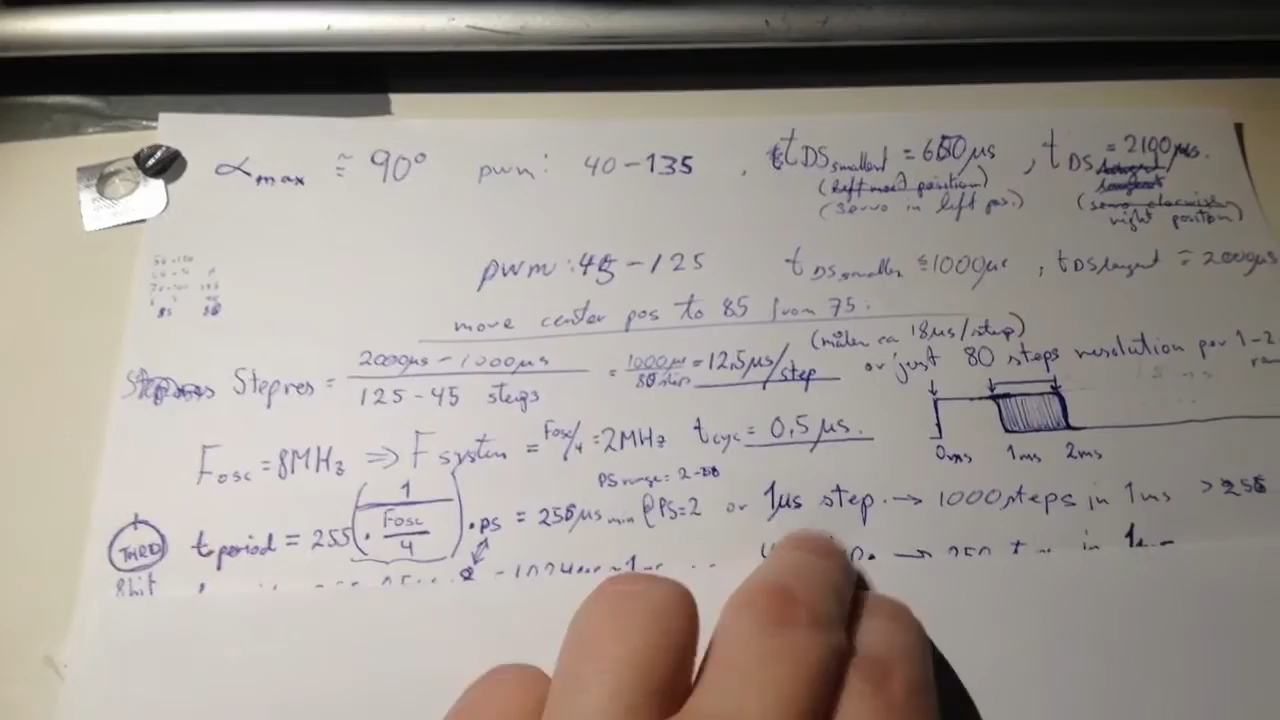 αmax ≅ 90° pwm: 40-135, tDS smallest = 650µs, tDS = 2100µs.
(left most position)
(servo in left pos.) (servo clockwise
right position)
pwm: 45-125 tDS smallest ≅ 1000µs, tDS largest = 2000µs
move center pos to 85 from 75.
Stepres = 2000µs - 1000µs / 125 - 45 steps = 1000µs / 80 steps = 12,5µs/step or just 80 steps resolution per 1-2
(måler ca 18µs/step)
Fosc = 8MHz ⇒ Fsystem = Fosc/4 = 2MHz tcyc = 0,5µs.
0ms 1ms 2ms
PS range: 2-
TMR0 tperiod = 255 · (1 / (Fosc / 4)) · PS = 256µs min @PS=2 or 1µs step. → 1000 steps in 1ms > 256
8bit